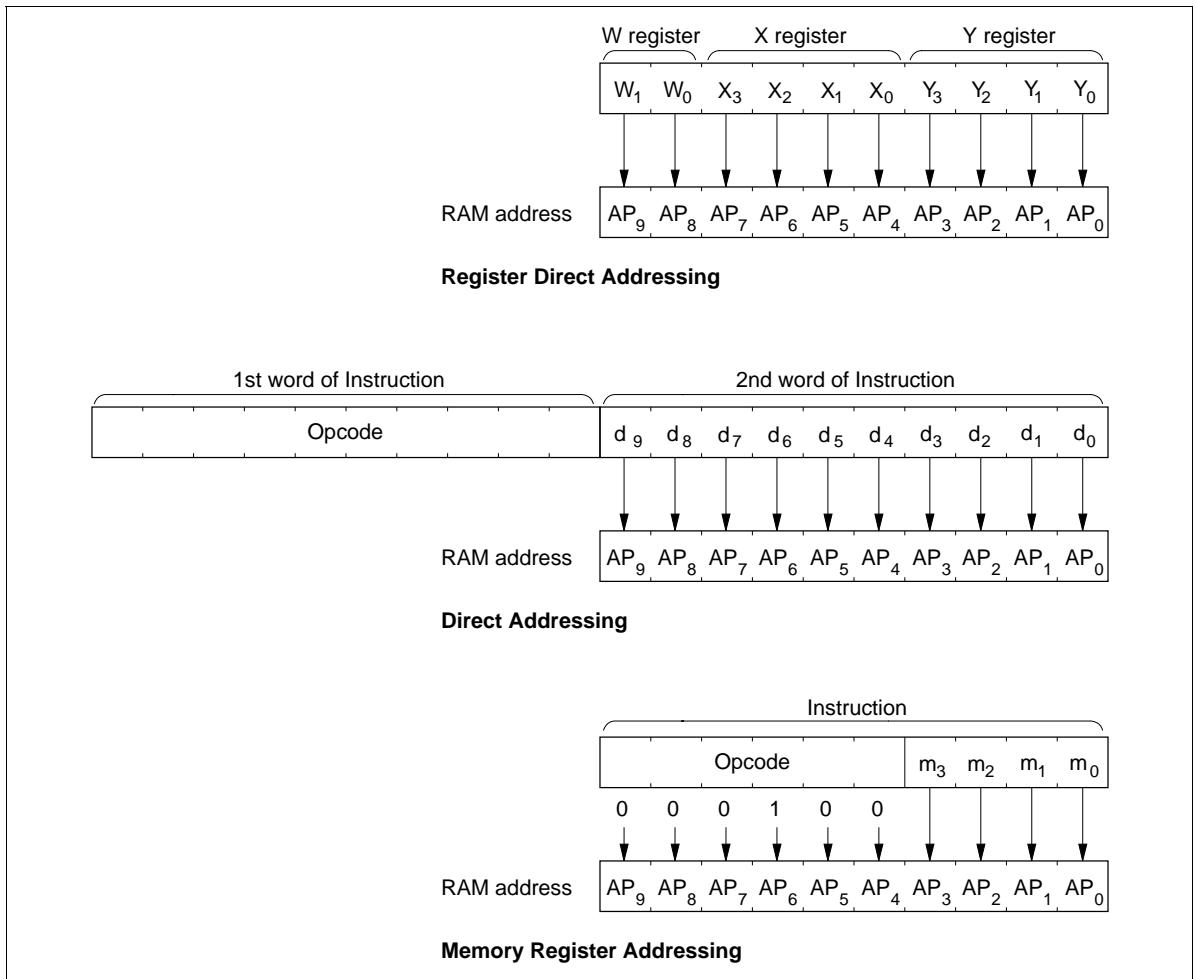 W register X register Y register
W1 W0 X3 X2 X1 X0 Y3 Y2 Y1 Y0
RAM address AP9 AP8 AP7 AP6 AP5 AP4 AP3 AP2 AP1 AP0
Register Direct Addressing
1st word of Instruction 2nd word of Instruction
Opcode d9 d8 d7 d6 d5 d4 d3 d2 d1 d0
RAM address AP9 AP8 AP7 AP6 AP5 AP4 AP3 AP2 AP1 AP0
Direct Addressing
Instruction
Opcode m3 m2 m1 m0
0 0 0 1 0 0
RAM address AP9 AP8 AP7 AP6 AP5 AP4 AP3 AP2 AP1 AP0
Memory Register Addressing